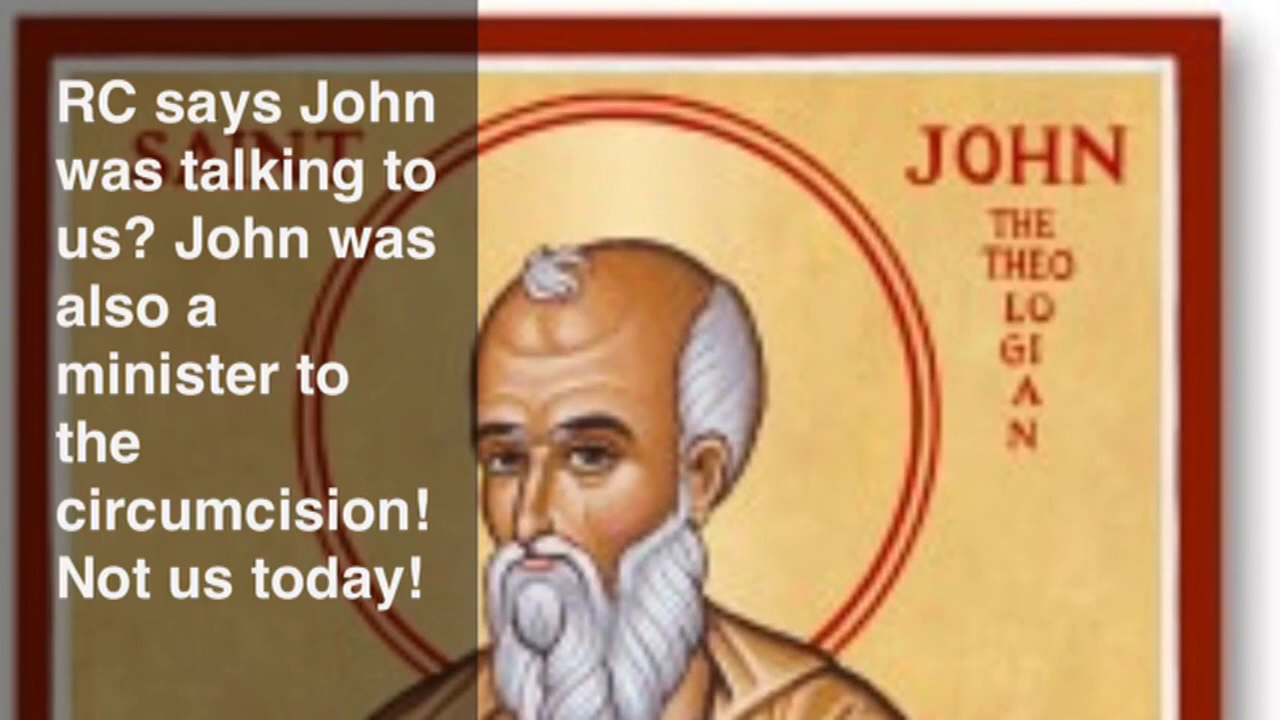 RC says John
was talking to
us? John was
also a
minister to
the
circumcision!
Not us today!
SAINT
JOHN
THE
THEO
LO
GI
A
N